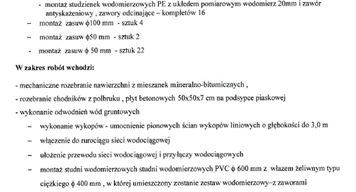 - montaż studzienek wodomierzowych PE z układem pomiarowym wodomierz 20mm i zawór
antyskażeniowy , zawory odcinające – kompletów 16
– montaż zasuw ϕ100 mm - sztuk 4
– montaż zasuw ϕ50 mm - sztuk 2
– montaż zasuw ϕ 50 mm - sztuk 22
W zakres robót wchodzi:
- mechaniczne rozebranie nawierzchni z mieszanek mineralno-bitumicznych ,
- rozebranie chodników z polbruku , płyt betonowych 50x50x7 cm na podsypce piaskowej
- wykonanie odwodnień wód gruntowych
– wykonanie wykopów - umocnienie pionowych ścian wykopów liniowych o głębokości do 3,0 m
– włączenie do rurociągu sieci wodociągowej
– ułożenie przewodu sieci wodociągowej i przyłączy wodociągowych
– montaż studni wodomierzowych studni wodomierzowych PVC ϕ 600 mm z włazem żeliwnym typu
ciężkiego ϕ 400 mm , w której umieszczony zostanie zestaw wodomierzowy–z zaworami